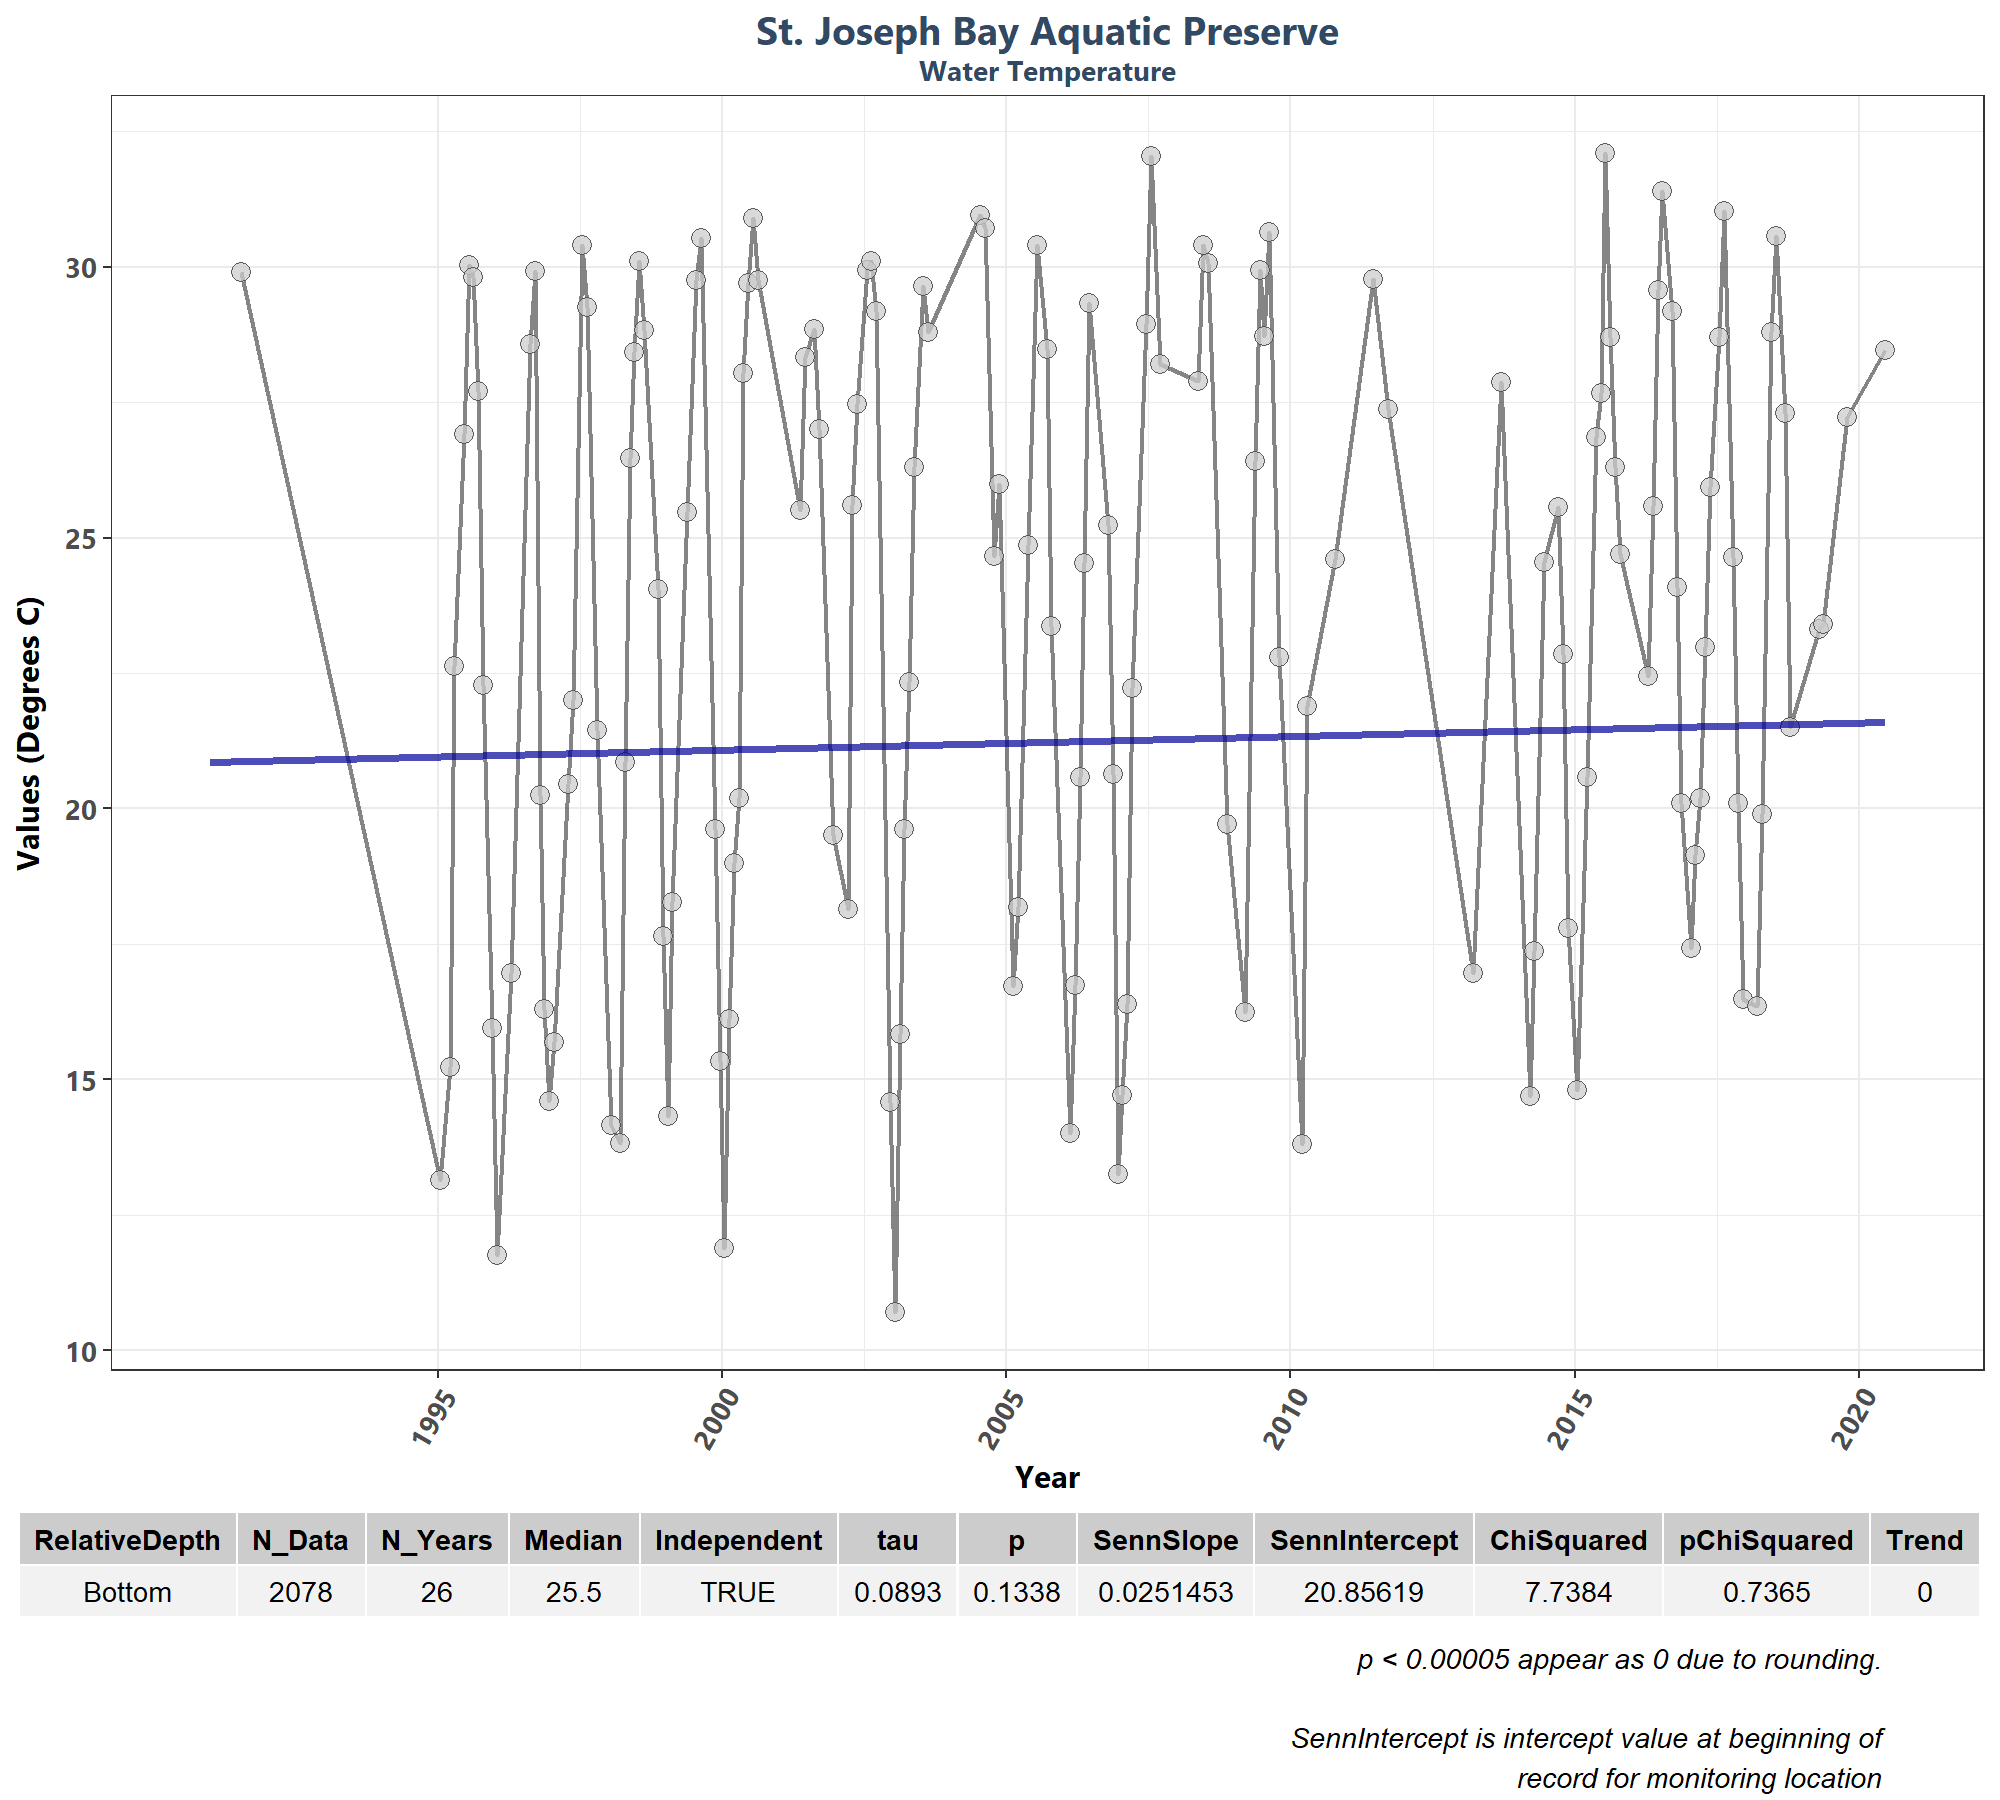 St. Joseph Bay Aquatic Preserve
Water Temperature
Values (Degrees C)
30
25
20
15
10
1995 2000 2005 2010 2015 2020
Year
RelativeDepth N_Data N_Years Median Independent tau p SennSlope SennIntercept ChiSquared pChiSquared Trend
Bottom 2078 26 25.5 TRUE 0.0893 0.1338 0.0251453 20.85619 7.7384 0.7365 0
p < 0.00005 appear as 0 due to rounding.
SennIntercept is intercept value at beginning of
record for monitoring location